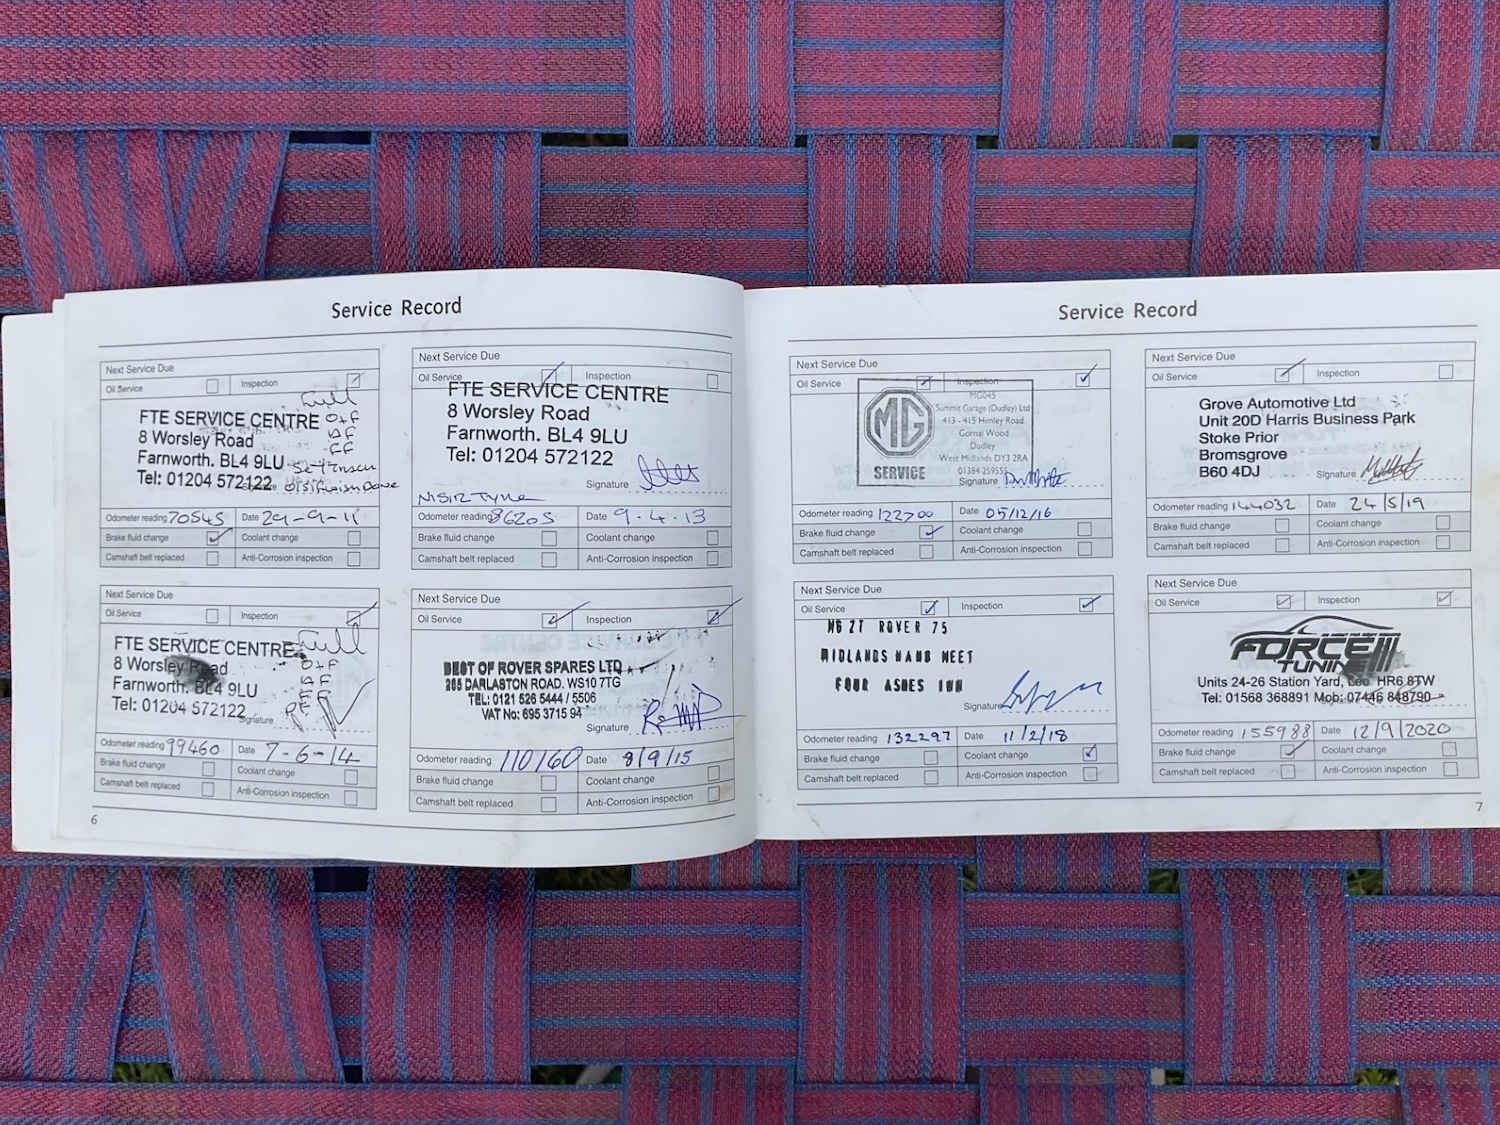 Service Record
Next Service Due
Oil Service Inspection
Full
FTE SERVICE CENTRE O+F
8 Worsley Road AF
Farnworth. BL4 9LU FF
Tel: 01204 572122
Odometer reading 70545 Date 29-9-11
Brake fluid change Coolant change
Camshaft belt replaced Anti-Corrosion inspection
Next Service Due
Oil Service Inspection
FTE SERVICE CENTRE
8 Worsley Road
Farnworth. BL4 9LU
Tel: 01204 572122
Signature
Odometer reading 86205 Date 9.4.13
Brake fluid change Coolant change
Camshaft belt replaced Anti-Corrosion inspection
Next Service Due
Oil Service Inspection
FTE SERVICE CENTRE Full
8 Worsley Road O+F
Farnworth. BL4 9LU AF
Tel: 01204 572122 PF
Signature
Odometer reading 99460 Date 7-6-14
Brake fluid change Coolant change
Camshaft belt replaced Anti-Corrosion inspection
Next Service Due
Oil Service Inspection
BEST OF ROVER SPARES LTD
265 DARLASTON ROAD. WS10 7TG
TEL: 0121 526 5444 / 5506
VAT No: 695 3715 94
Signature
Odometer reading 110160 Date 8/9/15
Brake fluid change Coolant change
Camshaft belt replaced Anti-Corrosion inspection
6
Service Record
Next Service Due
Oil Service Inspection
MG045
MG Summit Garage (Dudley) Ltd
413 - 415 Himley Road
Gornal Wood
Dudley
West Midlands DY3 2RA
SERVICE 01384 259555
Signature
Odometer reading 122700 Date 05/12/16
Brake fluid change Coolant change
Camshaft belt replaced Anti-Corrosion inspection
Next Service Due
Oil Service Inspection
Grove Automotive Ltd
Unit 20D Harris Business Park
Stoke Prior
Bromsgrove
B60 4DJ Signature
Odometer reading 144032 Date 24/5/19
Brake fluid change Coolant change
Camshaft belt replaced Anti-Corrosion inspection
Next Service Due
Oil Service Inspection
MG ZT ROVER 75
MIDLANDS NANO MEET
FOUR ASHES INN
Signature
Odometer reading 132297 Date 11/2/18
Brake fluid change Coolant change
Camshaft belt replaced Anti-Corrosion inspection
Next Service Due
Oil Service Inspection
FORCE
TUNING
Units 24-26 Station Yard, Leo HR6 8TW
Tel: 01568 368891 Mob: 07446 848790
Odometer reading 155988 Date 12/9/2020
Brake fluid change Coolant change
Camshaft belt replaced Anti-Corrosion inspection
7